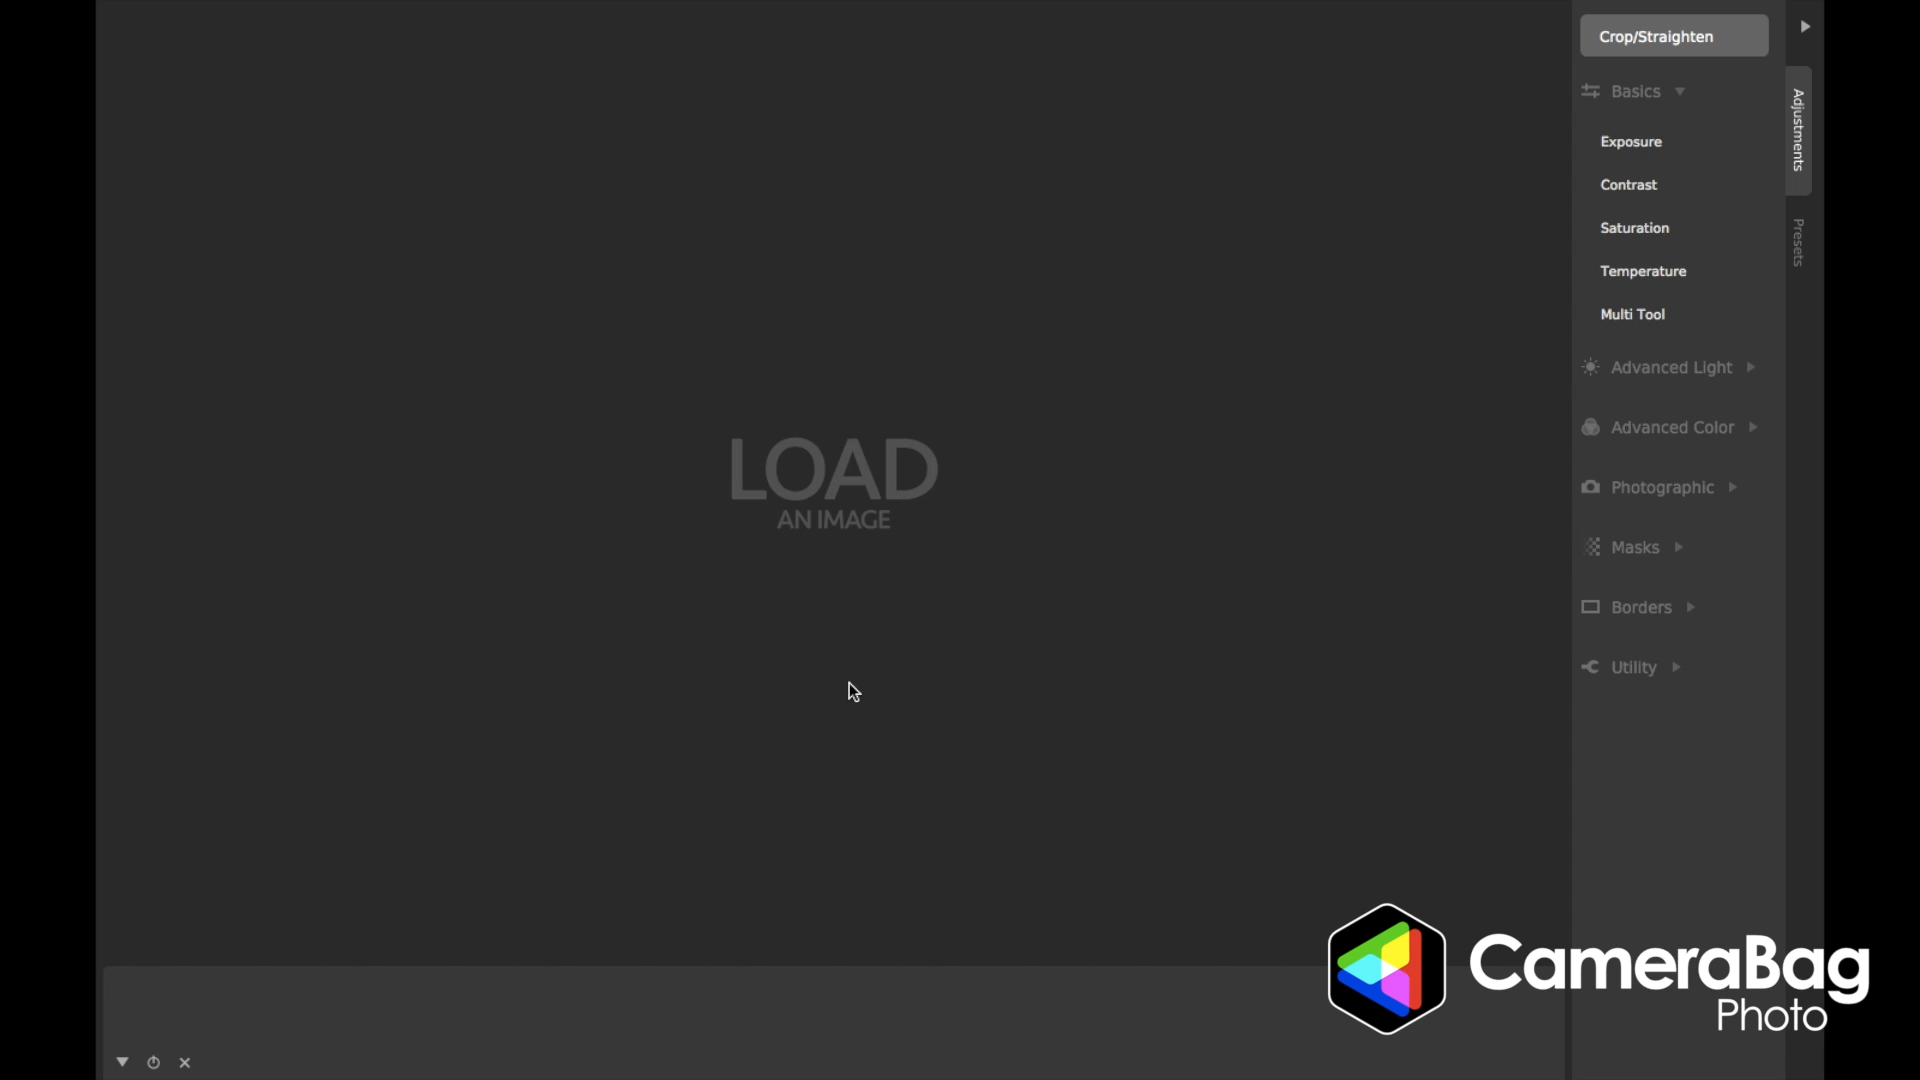 Crop/Straighten
Basics
Exposure
Contrast
Saturation
Temperature
Multi Tool
Advanced Light
Advanced Color
Photographic
Masks
Borders
Utility
Adjustments
Presets
LOAD
AN IMAGE
CameraBag
Photo